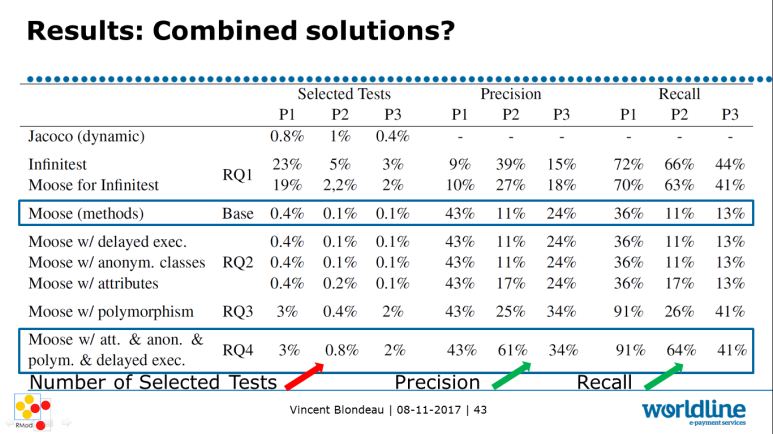 Results: Combined solutions?
Selected Tests Precision Recall
P1 P2 P3 P1 P2 P3 P1 P2 P3
Jacoco (dynamic) 0.8% 1% 0.4% - - - - - -
Infinitest 23% 5% 3% 9% 39% 15% 72% 66% 44%
RQ1
Moose for Infinitest 19% 2,2% 2% 10% 27% 18% 70% 63% 41%
Moose (methods) Base 0.4% 0.1% 0.1% 43% 11% 24% 36% 11% 13%
Moose w/ delayed exec. 0.4% 0.1% 0.1% 43% 11% 24% 36% 11% 13%
Moose w/ anonym. classes RQ2 0.4% 0.1% 0.1% 43% 11% 24% 36% 11% 13%
Moose w/ attributes 0.4% 0.2% 0.1% 43% 17% 24% 36% 17% 13%
Moose w/ polymorphism RQ3 3% 0.4% 2% 43% 25% 34% 91% 26% 41%
Moose w/ att. & anon. &
RQ4 3% 0.8% 2% 43% 61% 34% 91% 64% 41%
polym. & delayed exec.
Number of Selected Tests Precision Recall
Vincent Blondeau | 08-11-2017 | 43
RMod
worldline
e-payment services